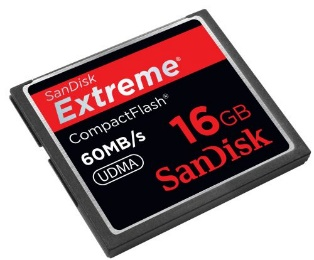 SanDisk
Extreme®
CompactFlash®
60MB/s 16GB
UDMA SanDisk